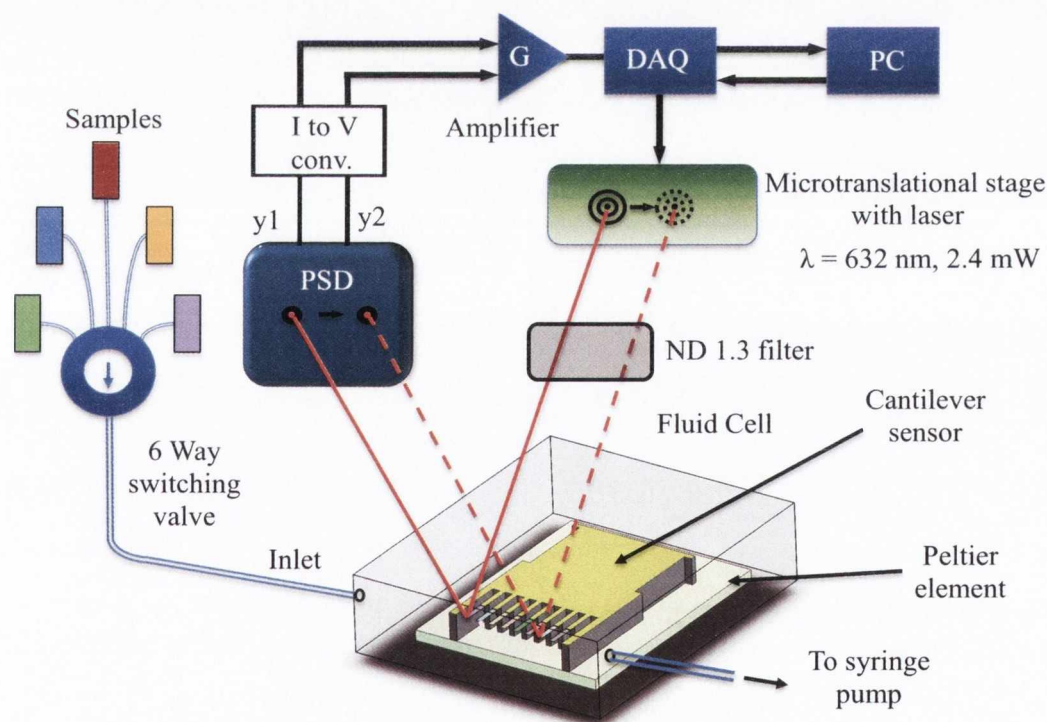 G
DAQ
PC
Samples
I to V
conv.
Amplifier
Microtranslational stage
with laser
λ = 632 nm, 2.4 mW
y1
y2
PSD
ND 1.3 filter
Fluid Cell
Cantilever
sensor
6 Way
switching
valve
Inlet
Peltier
element
To syringe
pump